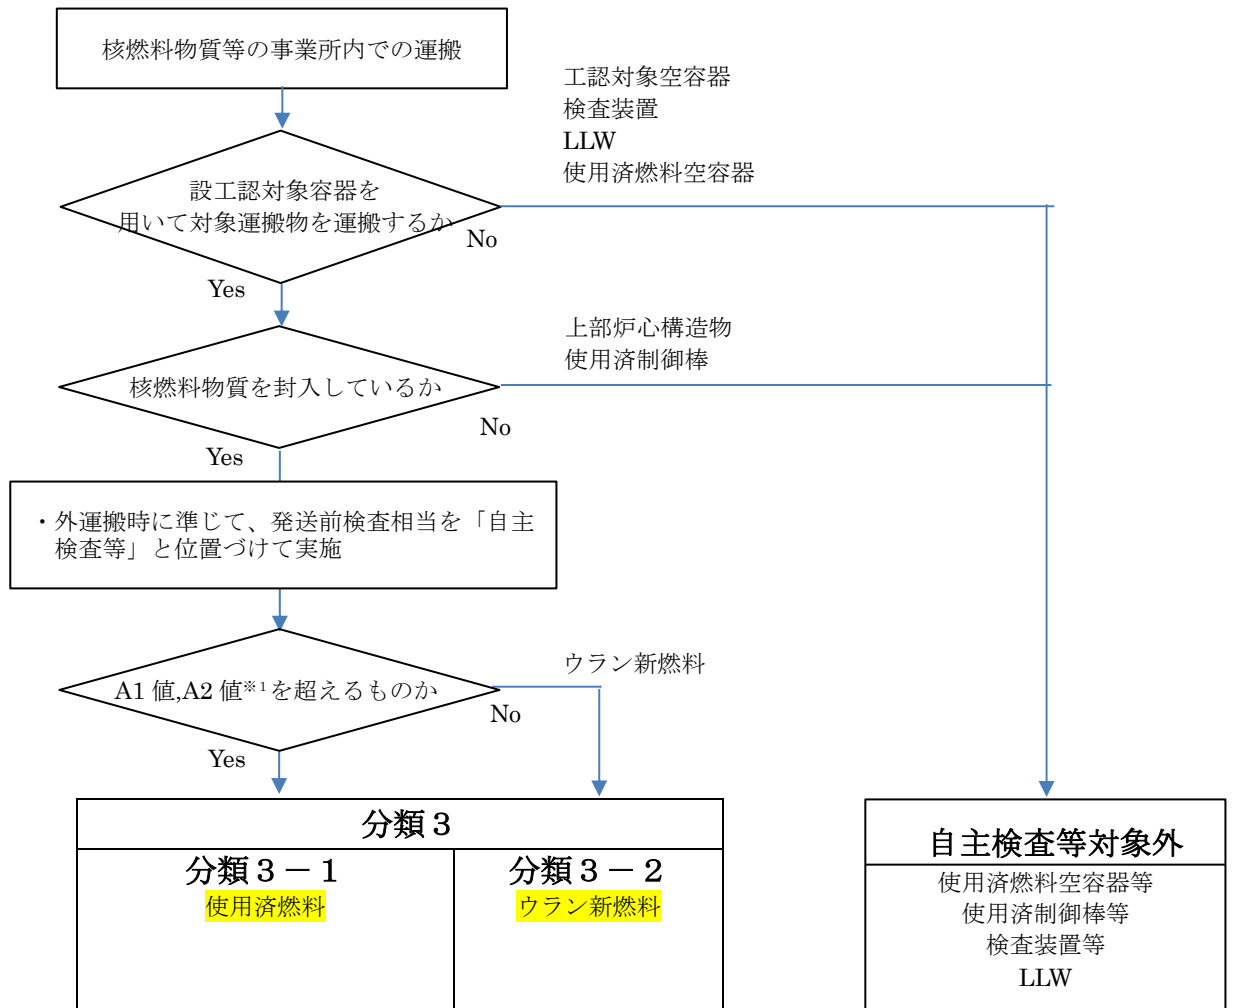 核燃料物質等の事業所内での運搬
工認対象空容器
検査装置
LLW
使用済燃料空容器
設工認対象容器を
用いて対象運搬物を運搬するか
No
Yes
上部炉心構造物
使用済制御棒
核燃料物質を封入しているか
No
Yes
・外運搬時に準じて、発送前検査相当を「自主
検査等」と位置づけて実施
ウラン新燃料
A1 値,A2 値※1を超えるものか
No
Yes
分類３
分類３－１
使用済燃料
分類３－２
ウラン新燃料
自主検査等対象外
使用済燃料空容器等
使用済制御棒等
検査装置等
LLW